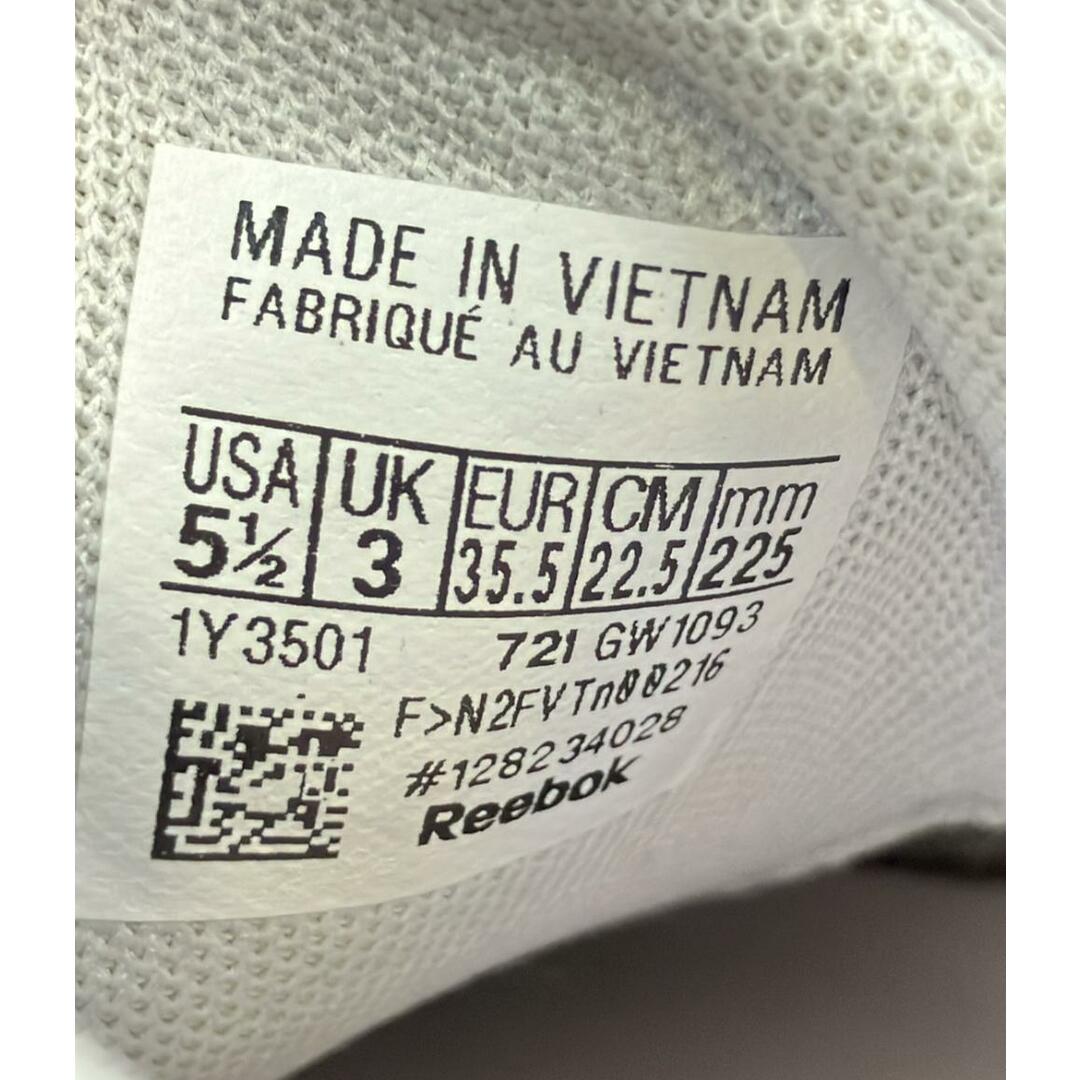 MADE IN VIETNAM
FABRIQUÉ AU VIETNAM
USA UK EUR CM mm
5½ 3 35.5 22.5 225
1Y3501 72I GW1093
F>N2FVTn00216
#128234028
Reebok